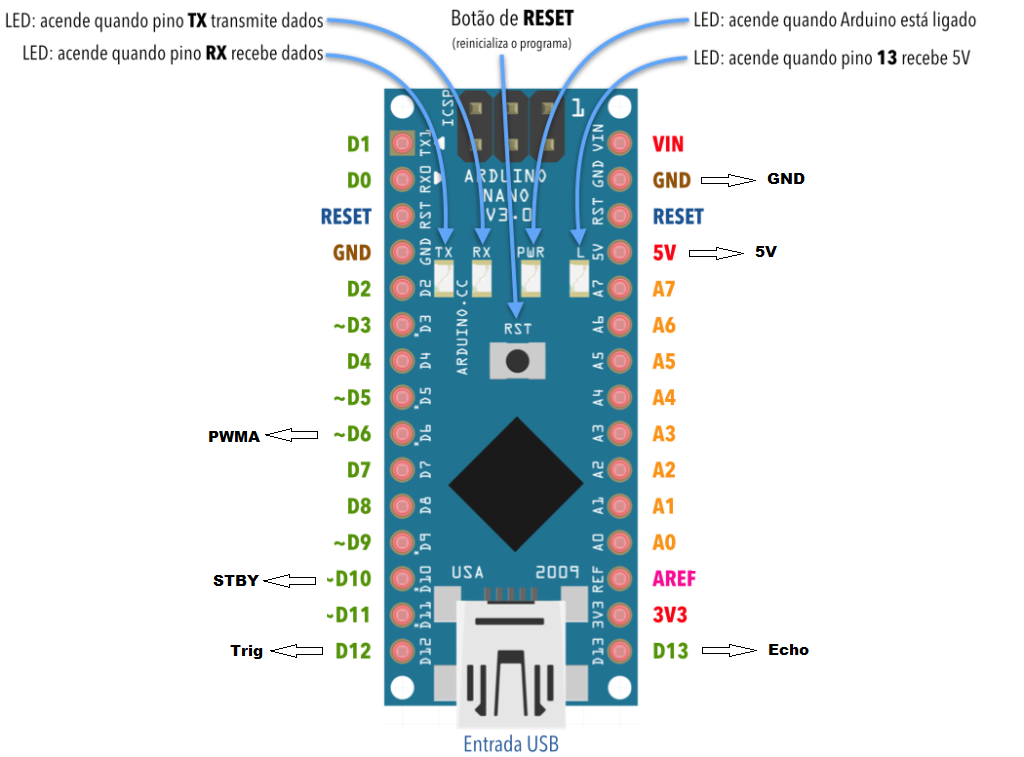 LED: acende quando pino TX transmite dados
LED: acende quando pino RX recebe dados
Botão de RESET
(reinicializa o programa)
LED: acende quando Arduino está ligado
LED: acende quando pino 13 recebe 5V
ICSP
1
ARDUINO
NANO
V3.0
D1 TX1 VIN VIN
D0 RX0 GND GND GND
RESET RST RST RESET
GND GND TX RX PWR L 5V 5V 5V
D2 D2 A7 A7
~D3 D3 A6 A6
ARDUINO.CC
RST
D4 D4 A5 A5
~D5 D5 A4 A4
PWMA ~D6 D6 A3 A3
D7 D7 A2 A2
D8 D8 A1 A1
~D9 D9 A0 A0
STBY ~D10 D10 USA 2009 REF AREF
~D11 D11 3V3 3V3
Trig D12 D12 D13 D13 Echo
Entrada USB